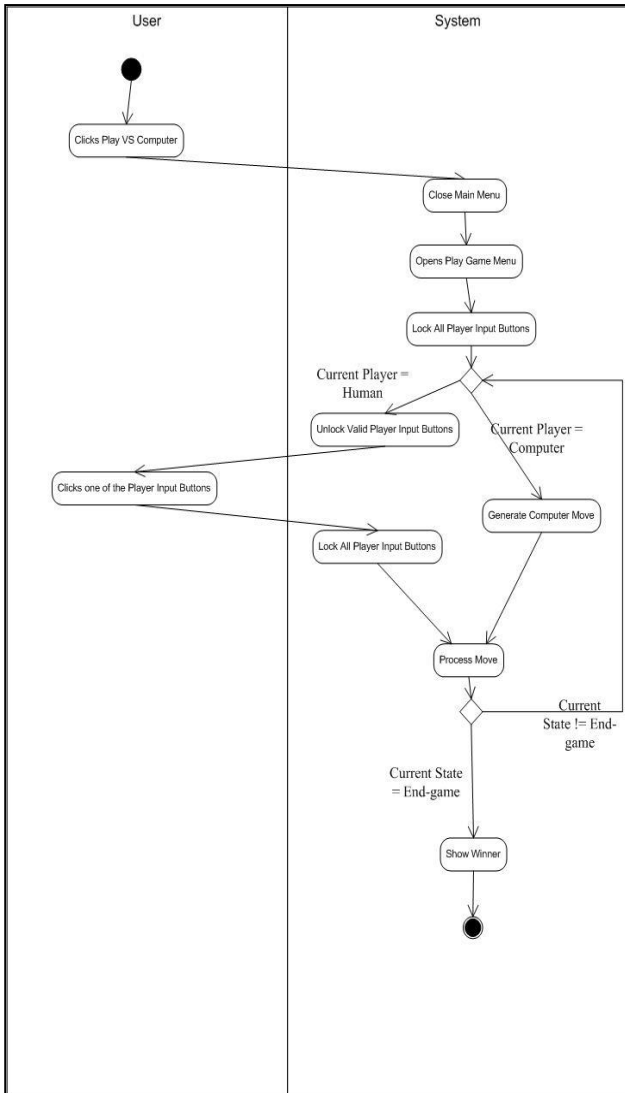 User
System
Clicks Play VS Computer
Close Main Menu
Opens Play Game Menu
Lock All Player Input Buttons
Current Player =
Human
Unlock Valid Player Input Buttons
Current Player =
Computer
Clicks one of the Player Input Buttons
Generate Computer Move
Lock All Player Input Buttons
Process Move
Current
State != End-
game
Current State
= End-game
Show Winner